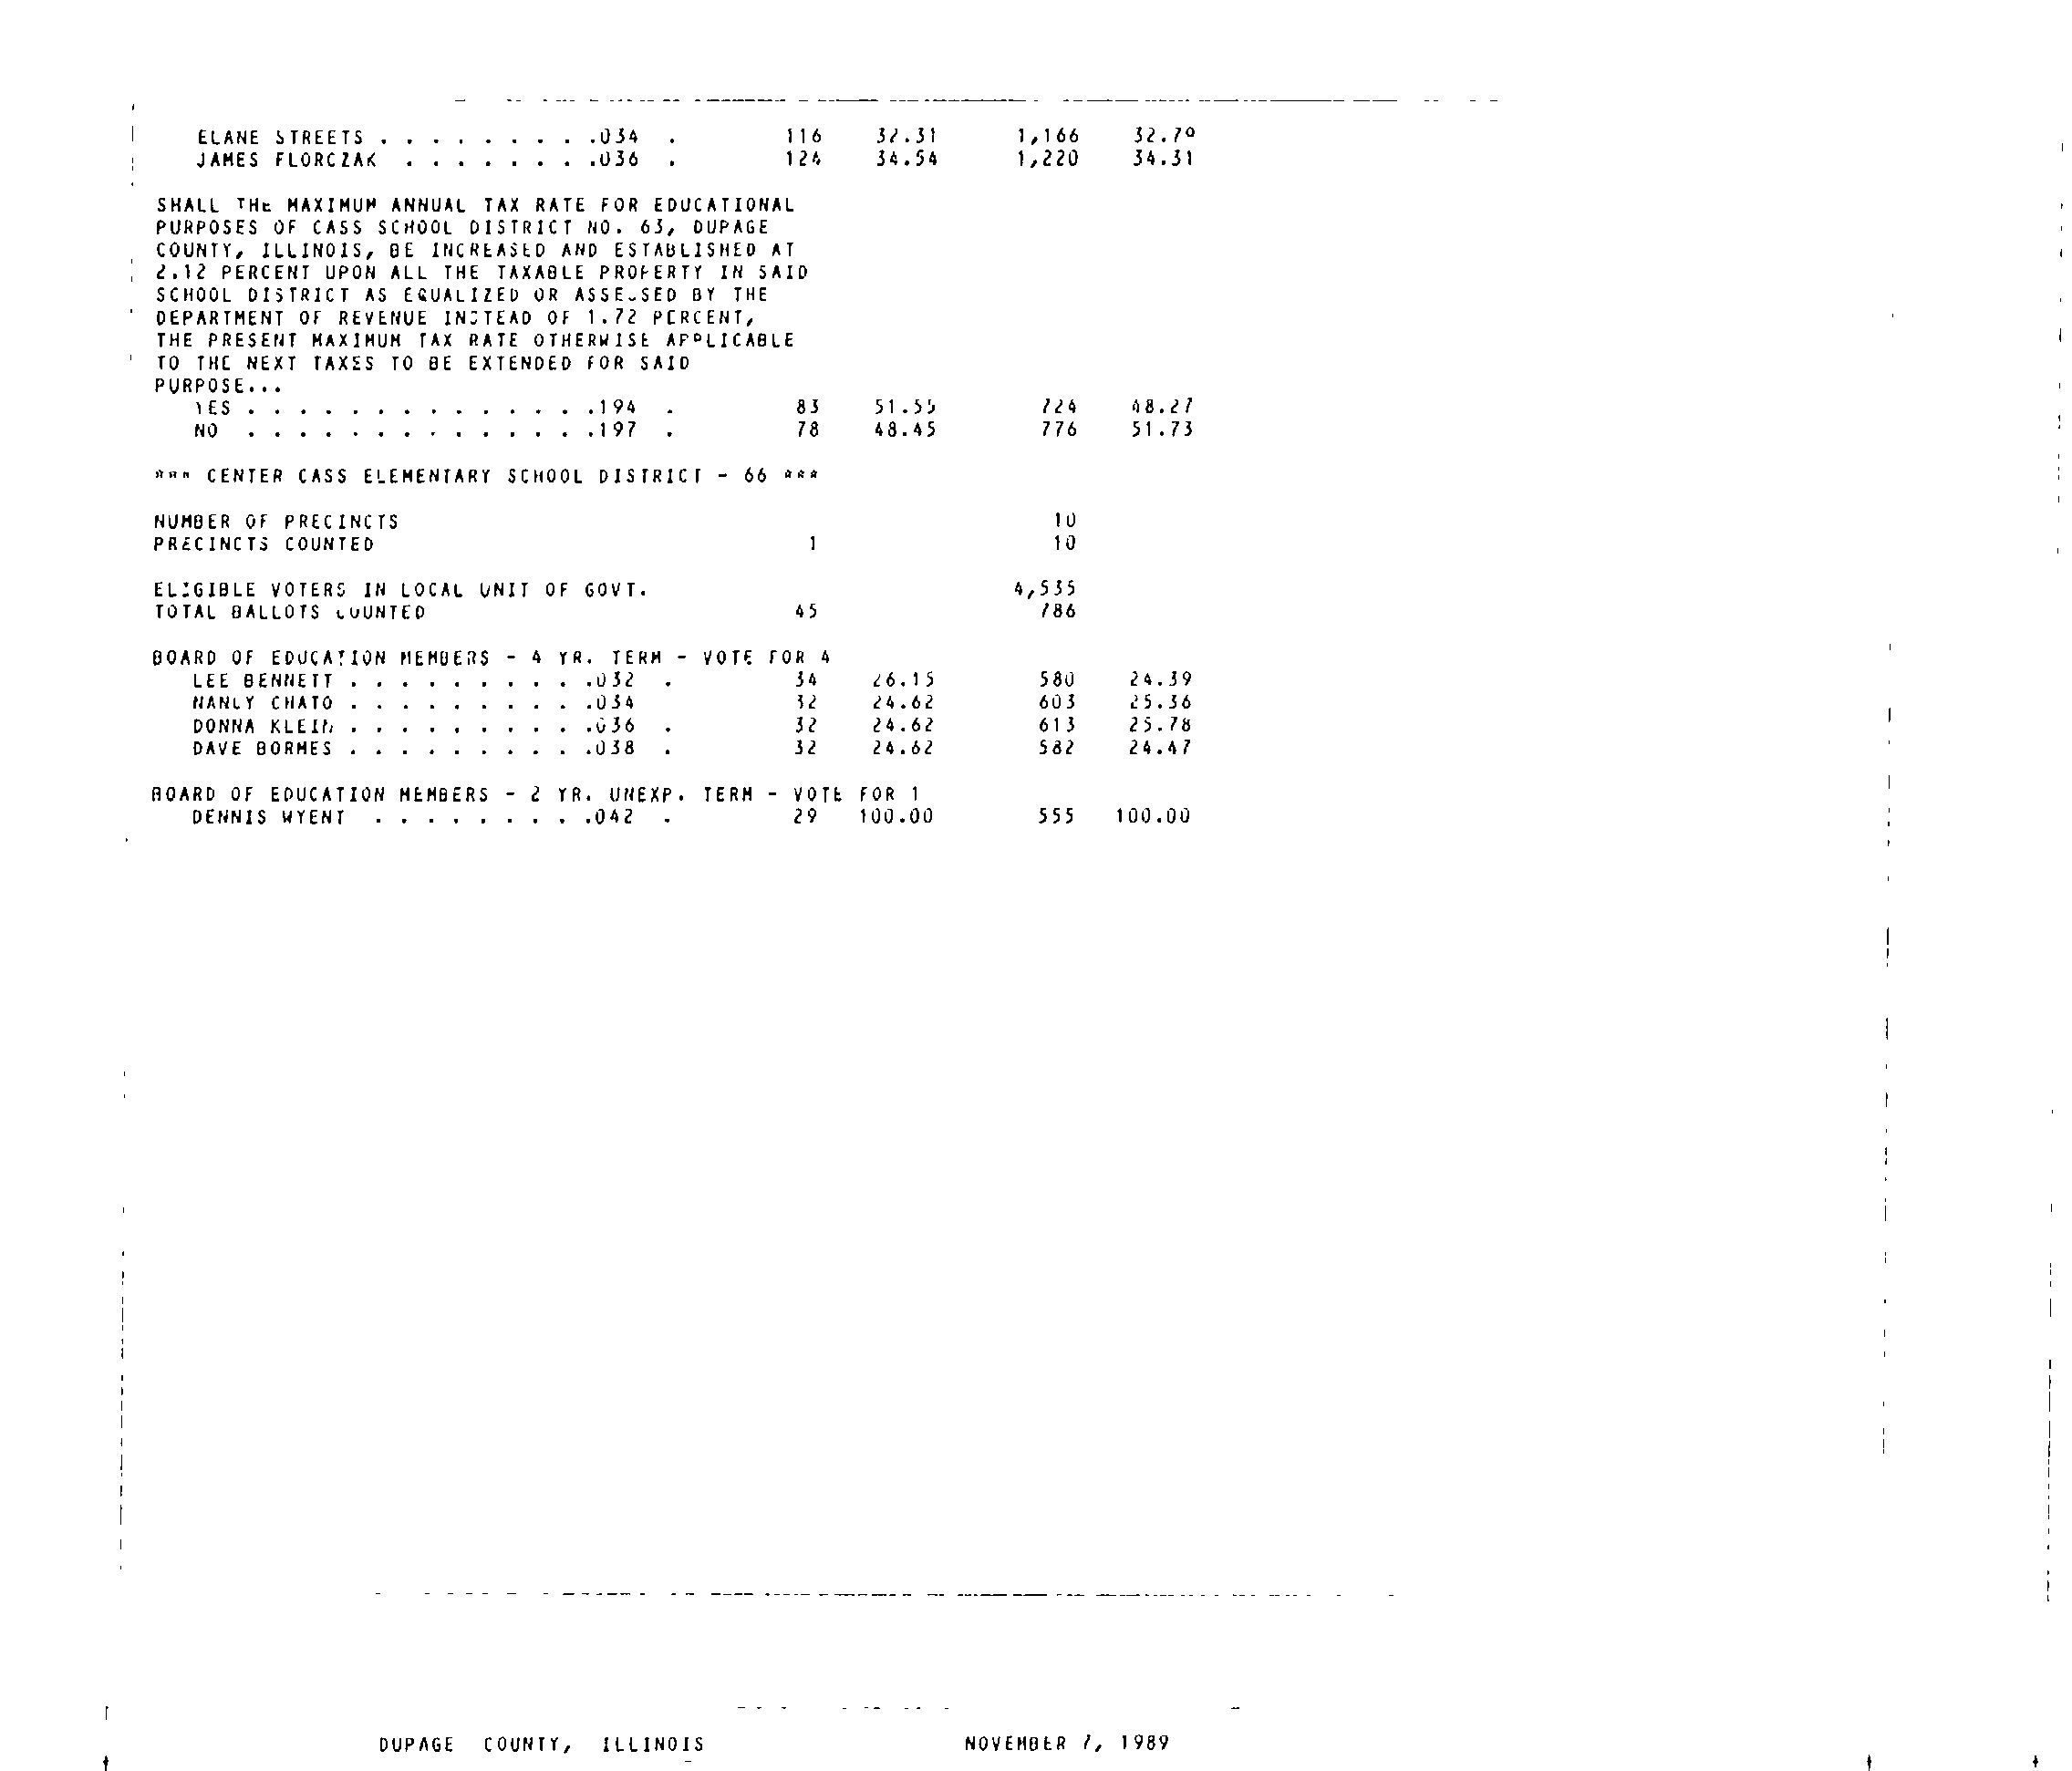 ELANE STREETS . . . . . . . . .034 . 116 32.31 1,166 32.79
JAMES FLORCZAK . . . . . . . .036 . 124 34.54 1,220 34.31
SHALL THE MAXIMUM ANNUAL TAX RATE FOR EDUCATIONAL
PURPOSES OF CASS SCHOOL DISTRICT NO. 63, DUPAGE
COUNTY, ILLINOIS, BE INCREASED AND ESTABLISHED AT
2.12 PERCENT UPON ALL THE TAXABLE PROPERTY IN SAID
SCHOOL DISTRICT AS EQUALIZED OR ASSESSED BY THE
DEPARTMENT OF REVENUE INSTEAD OF 1.72 PERCENT,
THE PRESENT MAXIMUM TAX RATE OTHERWISE APPLICABLE
TO THE NEXT TAXES TO BE EXTENDED FOR SAID
PURPOSE...
YES . . . . . . . . . . . . . .194 . 83 51.55 724 48.27
NO . . . . . . . . . . . . . .197 . 78 48.45 776 51.73
*** CENTER CASS ELEMENTARY SCHOOL DISTRICT - 66 ***
NUMBER OF PRECINCTS 10
PRECINCTS COUNTED 1 10
ELIGIBLE VOTERS IN LOCAL UNIT OF GOVT. 4,535
TOTAL BALLOTS COUNTED 45 786
BOARD OF EDUCATION MEMBERS - 4 YR. TERM - VOTE FOR 4
LEE BENNETT . . . . . . . . . .032 . 34 26.15 580 24.39
NANCY CHATO . . . . . . . . . .034 32 24.62 603 25.36
DONNA KLEIN . . . . . . . . . .036 . 32 24.62 613 25.78
DAVE BORMES . . . . . . . . . .038 . 32 24.62 582 24.47
BOARD OF EDUCATION MEMBERS - 2 YR. UNEXP. TERM - VOTE FOR 1
DENNIS WYENT . . . . . . . . .042 . 29 100.00 555 100.00
DUPAGE COUNTY, ILLINOIS NOVEMBER 7, 1989